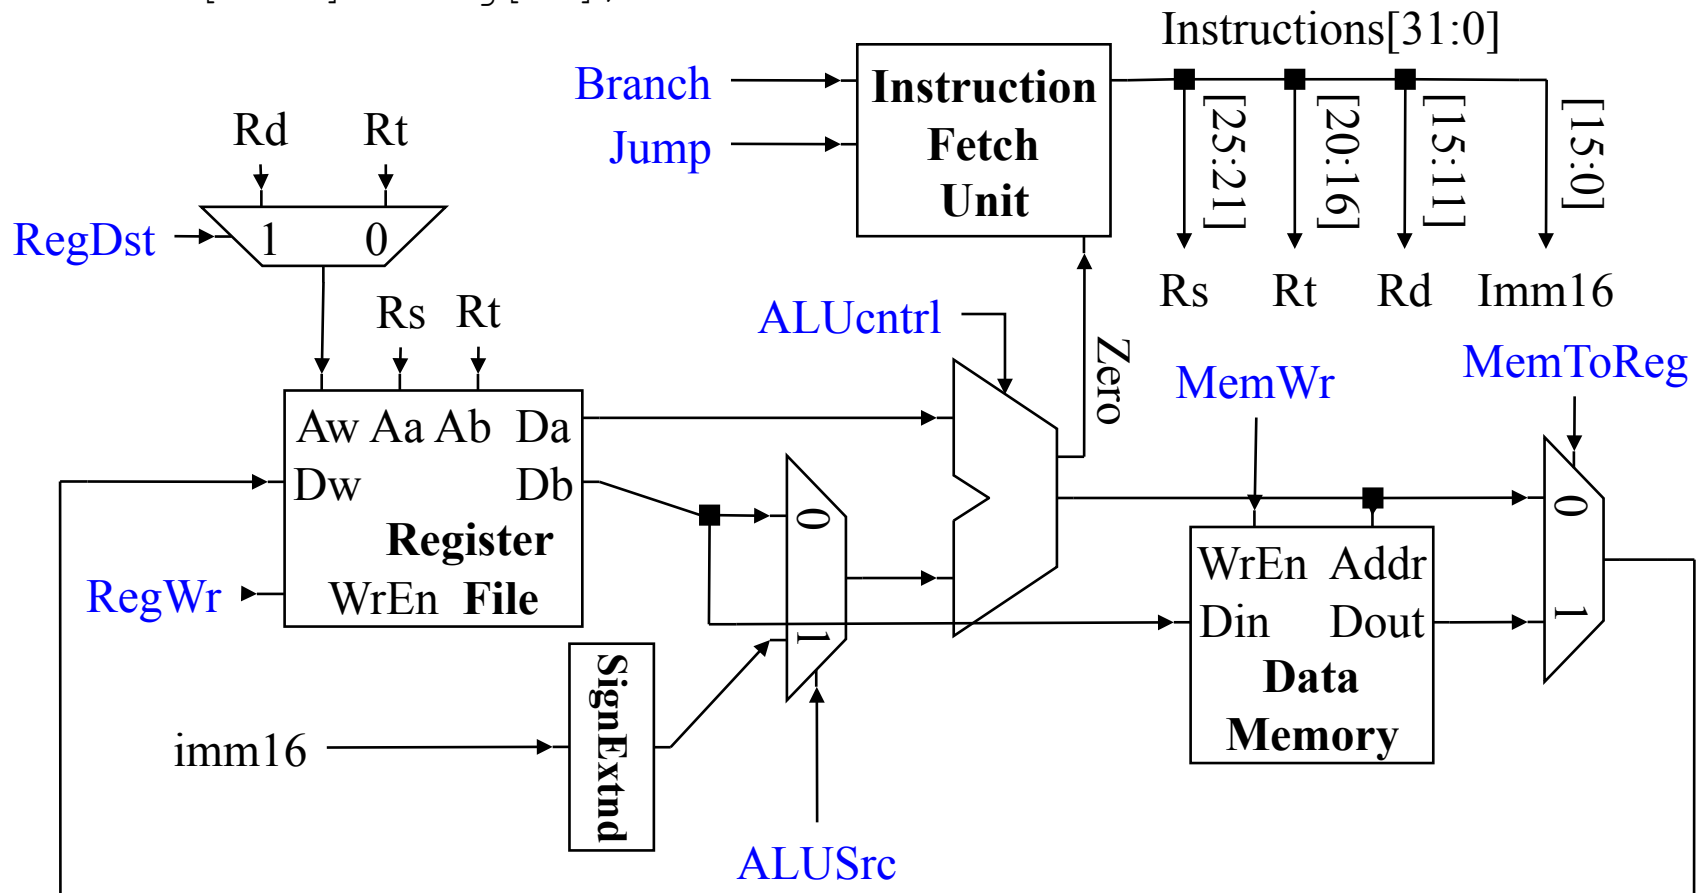 Instructions[31:0]
Branch
Jump
Instruction
Fetch
Unit
[25:21]
[20:16]
[15:11]
[15:0]
Rs
Rt
Rd
Imm16
Rd
Rt
RegDst
1
0
Rs
Rt
ALUcntrl
Zero
MemWr
MemToReg
Aw Aa Ab Da
Dw
Db
Register
WrEn File
RegWr
0
1
WrEn Addr
Din
Dout
Data
Memory
0
1
imm16
SignExtnd
ALUSrc